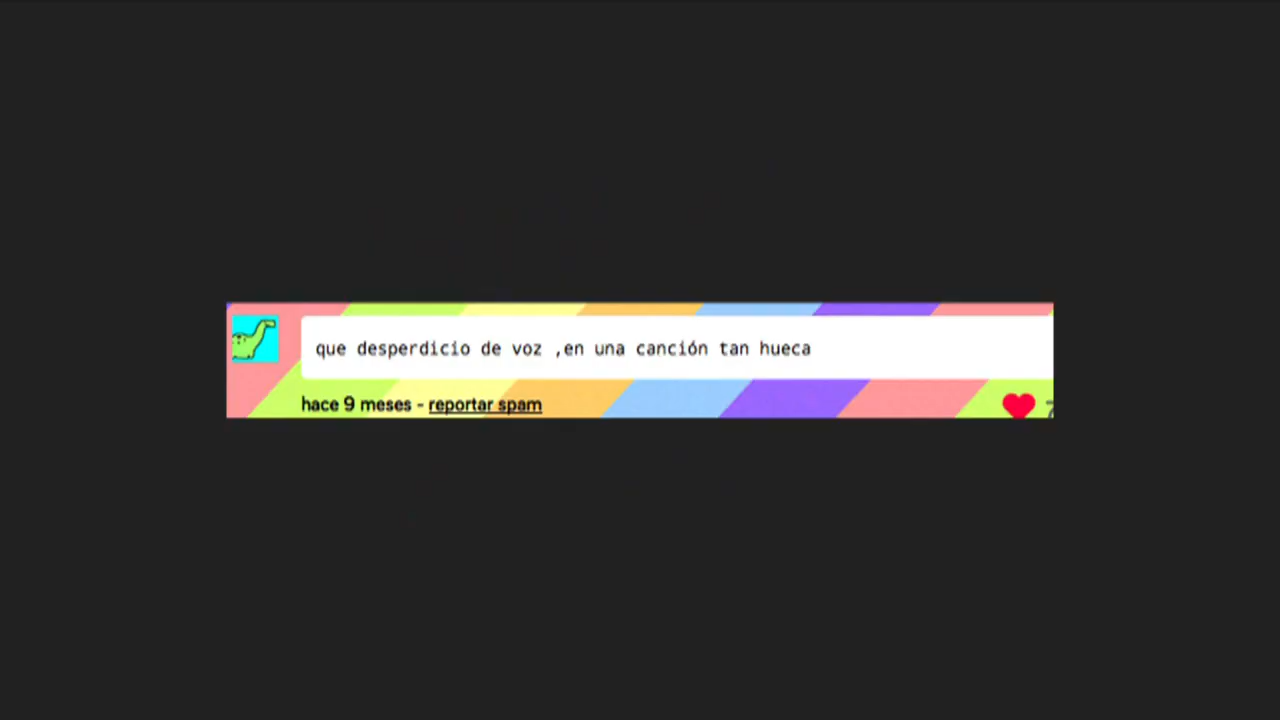 que desperdicio de voz ,en una canción tan hueca
hace 9 meses - reportar spam